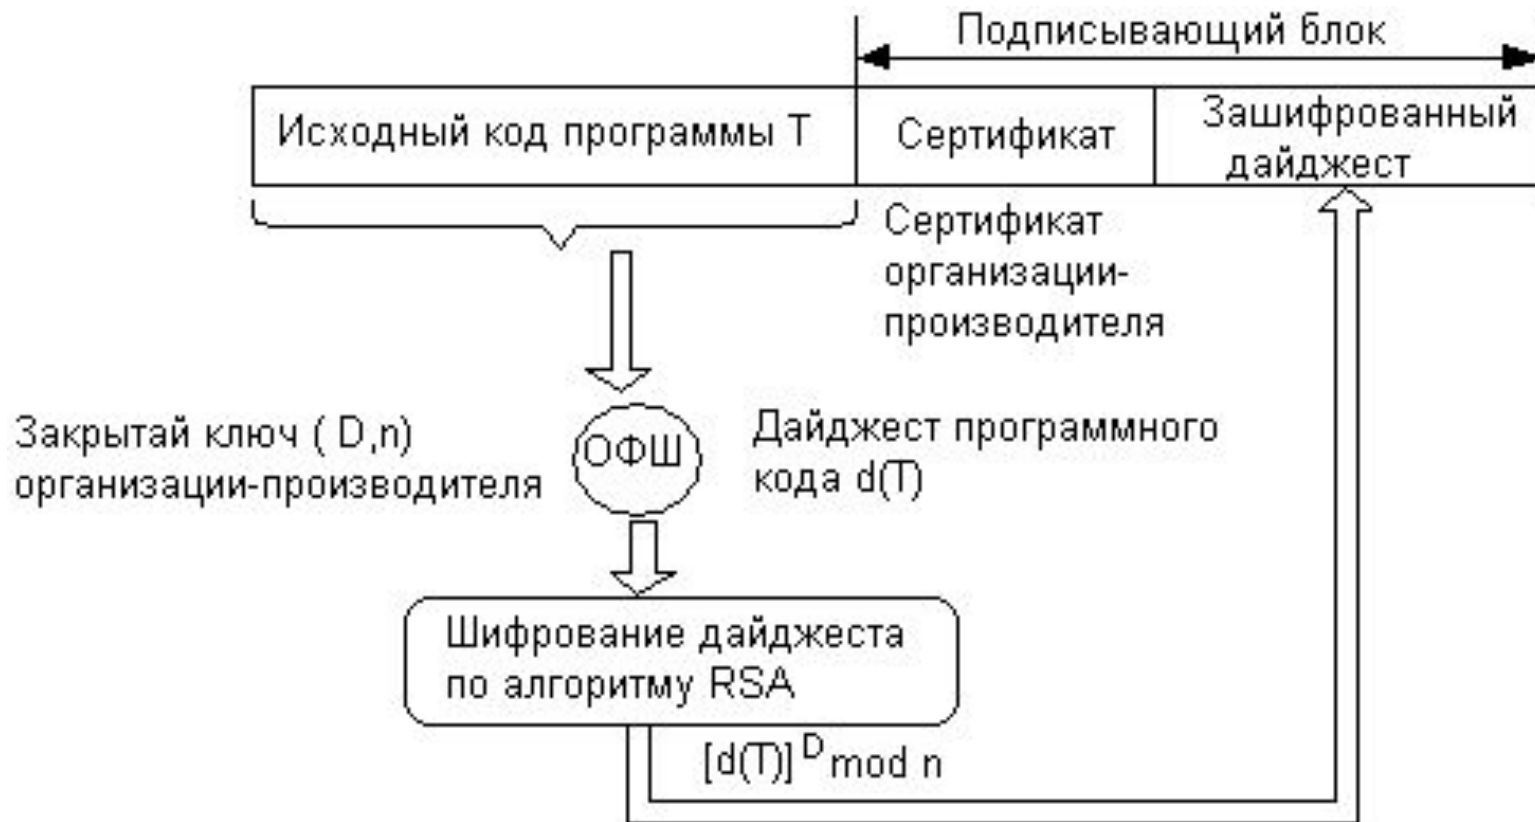 Подписывающий блок
Исходный код программы Т
Сертификат
Зашифрованный
дайджест
Сертификат
организации-
производителя
Закрытай ключ ( D,n)
организации-производителя
ОФШ
Дайджест программного
кода d(T)
Шифрование дайджеста
по алгоритму RSA
[d(T)]^D mod n